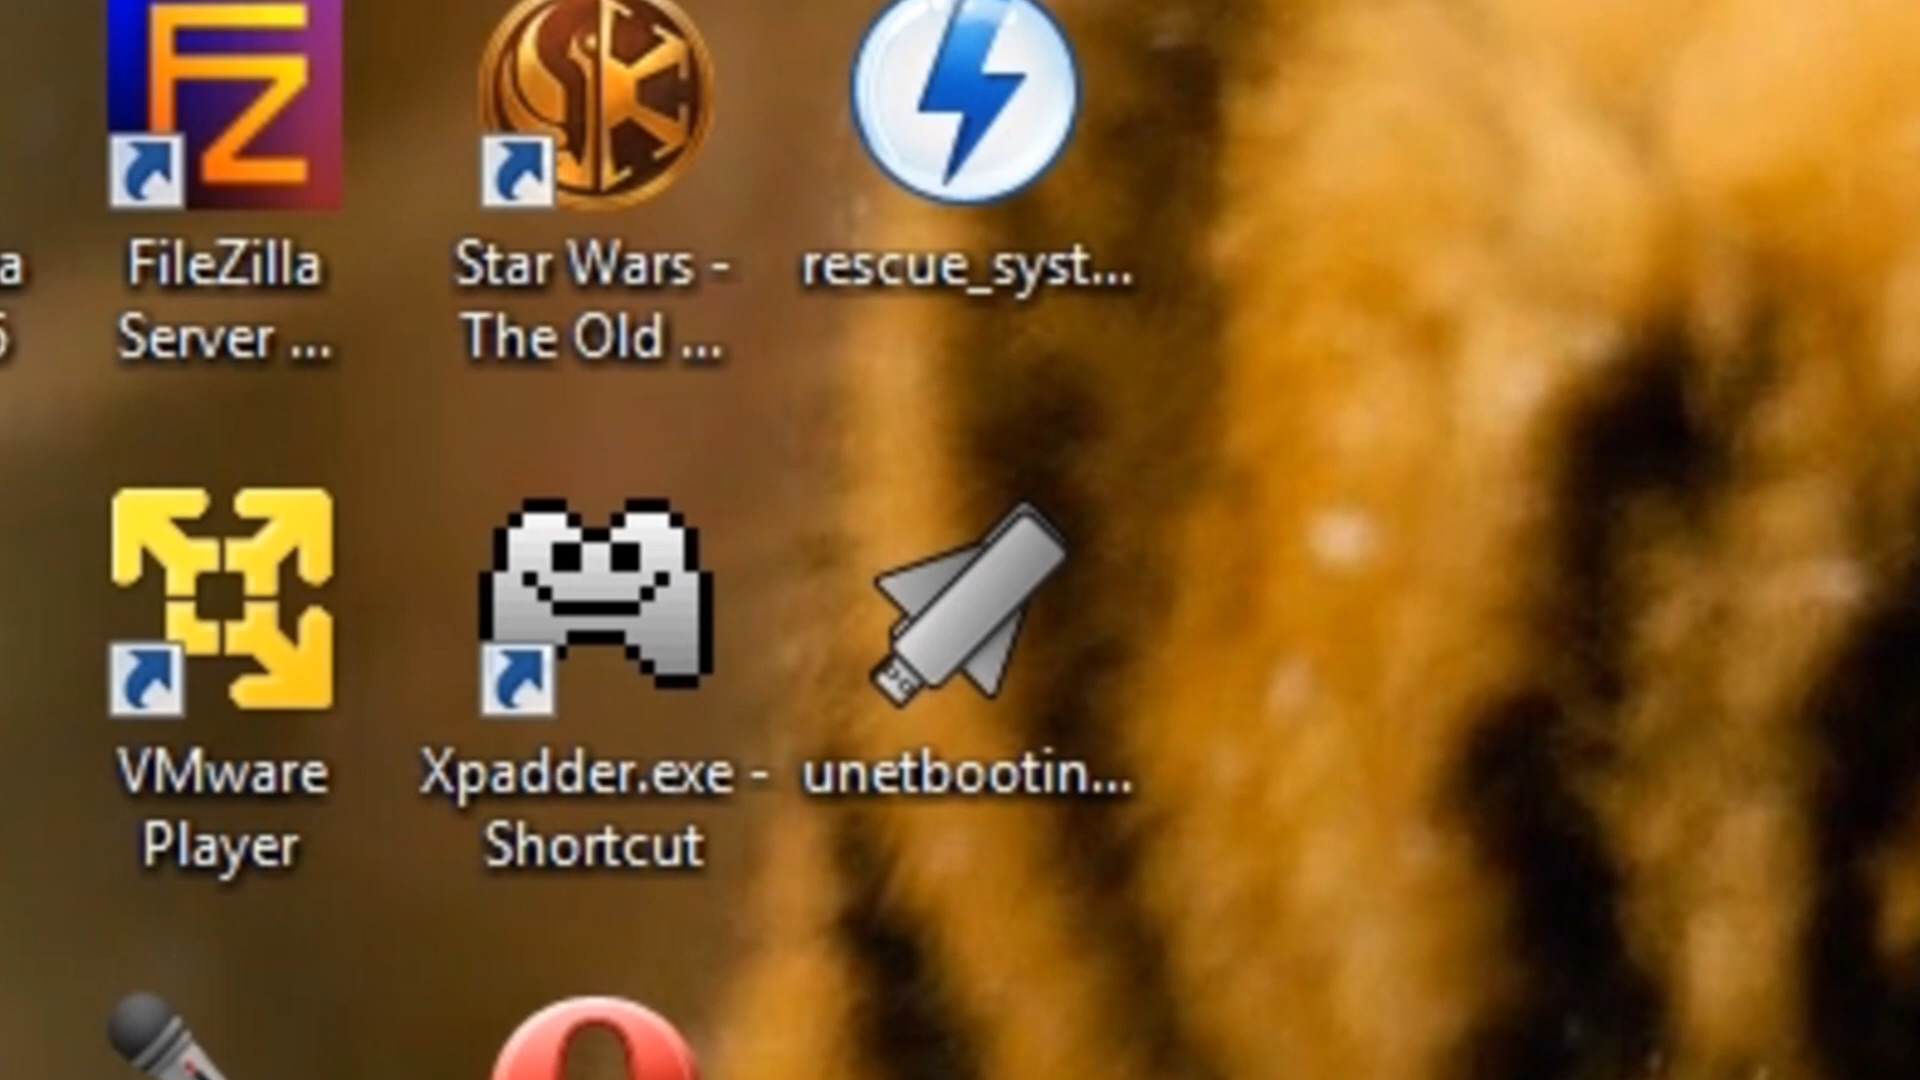 FileZilla
Server ...
Star Wars -
The Old ...
rescue_syst...
VMware
Player
Xpadder.exe -
Shortcut
unetbootin...